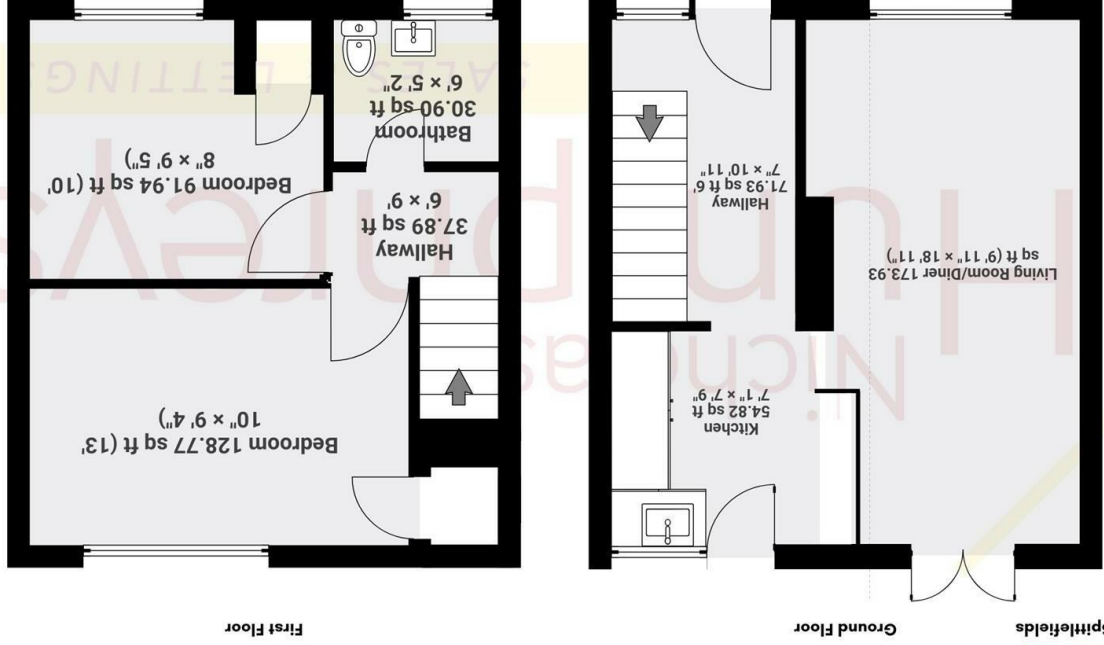 Spittlefields
Ground Floor
First Floor
Kitchen
54.82 sq ft
7' 1" × 7' 9"
Living Room/Diner 173.93
sq ft (9' 11" × 18' 11")
Hallway
71.93 sq ft 6'
7" × 10' 11"
Bedroom 128.77 sq ft (13'
10" × 9' 4")
Hallway
37.89 sq ft
6' × 9'
Bedroom 91.94 sq ft (10'
8" × 9' 5")
Bathroom
30.90 sq ft
6' × 5' 2"
Nicholas
Humphreys
SALES & LETTINGS